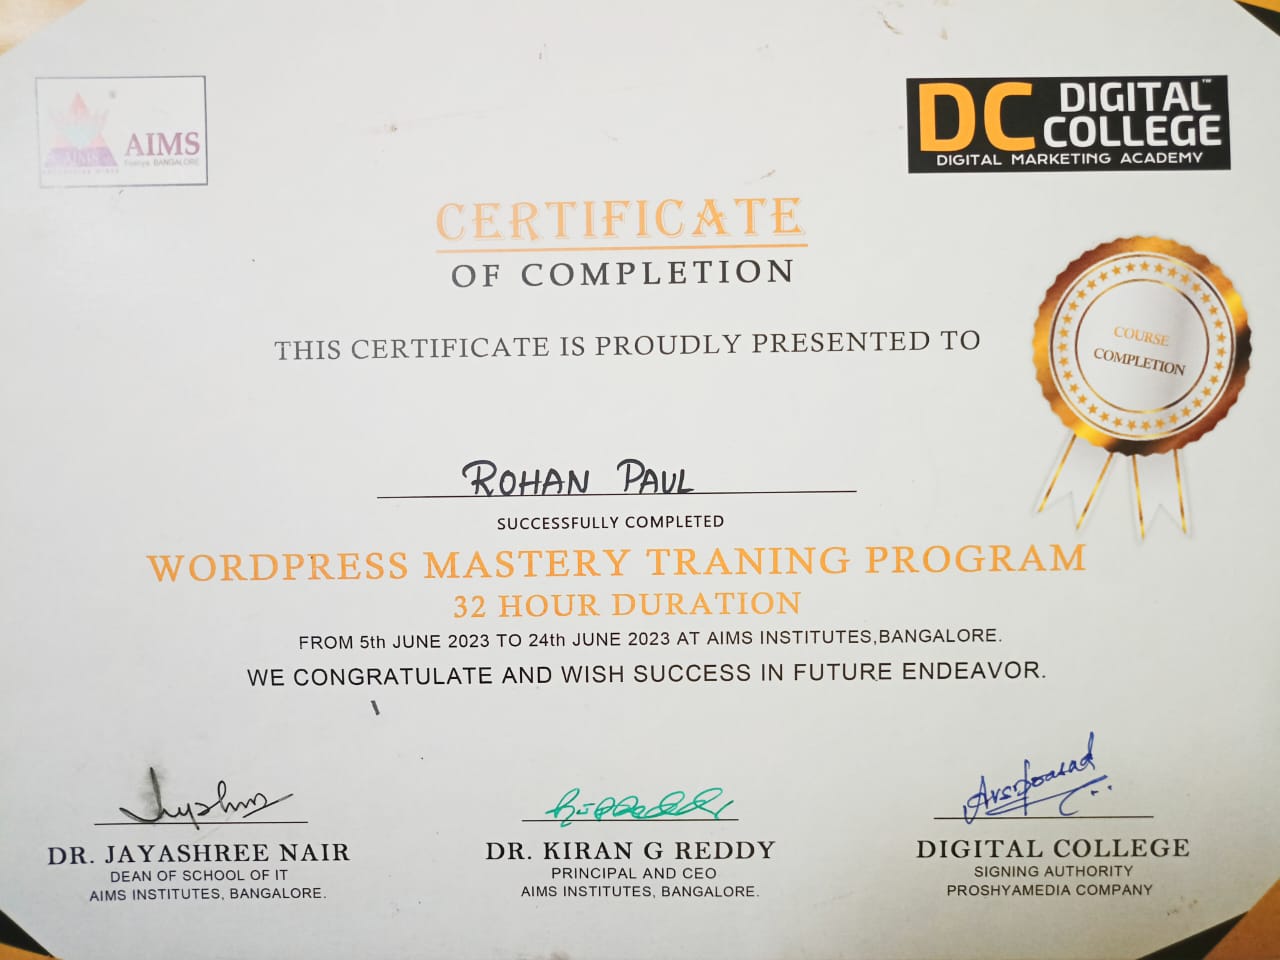 AIMS
Peenya BANGALORE
AIMS
DC DIGITAL COLLEGE™
DIGITAL MARKETING ACADEMY
CERTIFICATE
OF COMPLETION
THIS CERTIFICATE IS PROUDLY PRESENTED TO
COURSE
COMPLETION
ROHAN PAUL
SUCCESSFULLY COMPLETED
WORDPRESS MASTERY TRANING PROGRAM
32 HOUR DURATION
FROM 5th JUNE 2023 TO 24th JUNE 2023 AT AIMS INSTITUTES,BANGALORE.
WE CONGRATULATE AND WISH SUCCESS IN FUTURE ENDEAVOR.
DR. JAYASHREE NAIR
DEAN OF SCHOOL OF IT
AIMS INSTITUTES, BANGALORE.
DR. KIRAN G REDDY
PRINCIPAL AND CEO
AIMS INSTITUTES, BANGALORE.
DIGITAL COLLEGE
SIGNING AUTHORITY
PROSHYAMEDIA COMPANY